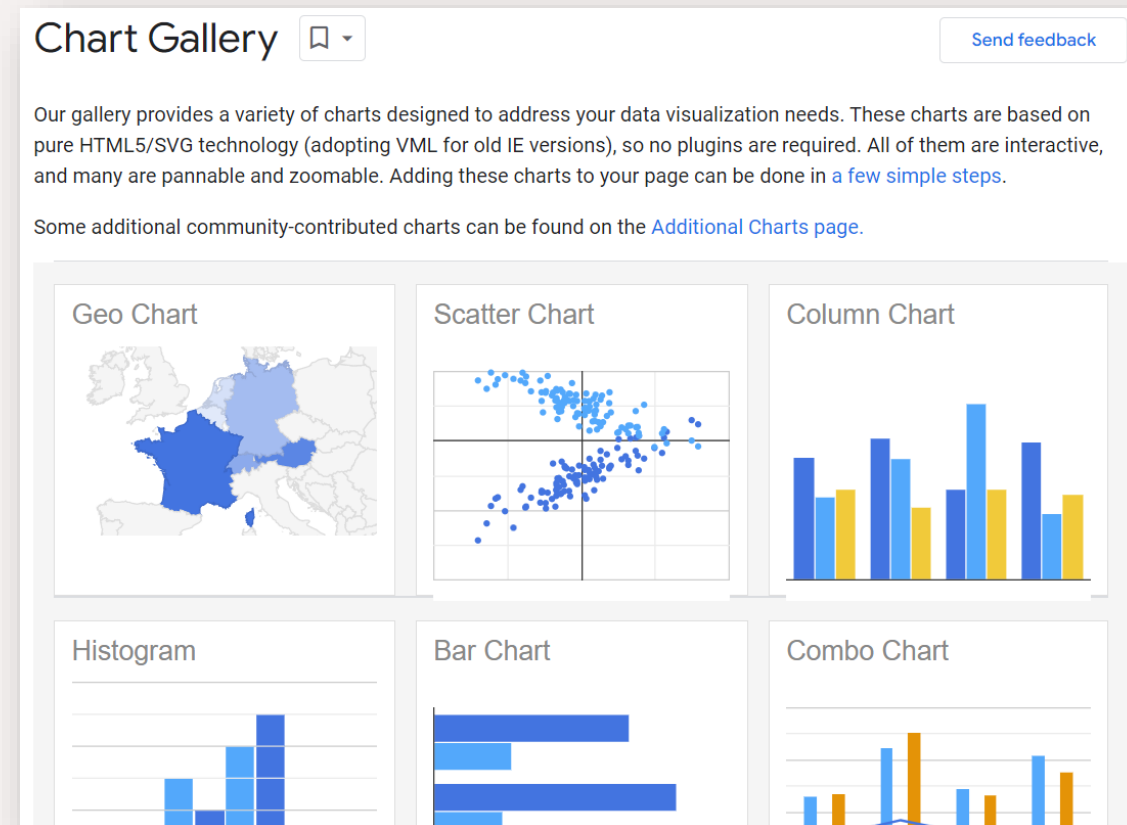 Chart Gallery
Send feedback
Our gallery provides a variety of charts designed to address your data visualization needs. These charts are based on
pure HTML5/SVG technology (adopting VML for old IE versions), so no plugins are required. All of them are interactive,
and many are pannable and zoomable. Adding these charts to your page can be done in a few simple steps.
Some additional community-contributed charts can be found on the Additional Charts page.
Geo Chart
Scatter Chart
Column Chart
Histogram
Bar Chart
Combo Chart